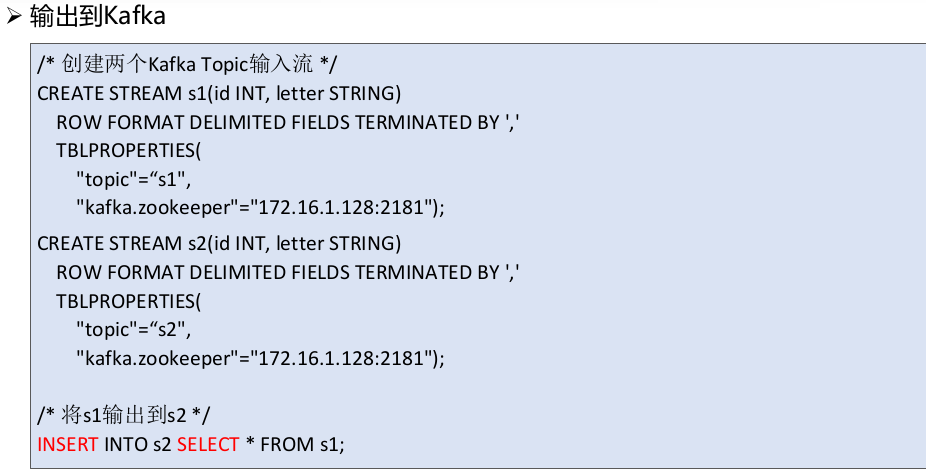 ➢ 输出到Kafka
/* 创建两个Kafka Topic输入流 */
CREATE STREAM s1(id INT, letter STRING)
ROW FORMAT DELIMITED FIELDS TERMINATED BY ','
TBLPROPERTIES(
"topic"=“s1",
"kafka.zookeeper"="172.16.1.128:2181");
CREATE STREAM s2(id INT, letter STRING)
ROW FORMAT DELIMITED FIELDS TERMINATED BY ','
TBLPROPERTIES(
"topic"=“s2",
"kafka.zookeeper"="172.16.1.128:2181");
/* 将s1输出到s2 */
INSERT INTO s2 SELECT * FROM s1;